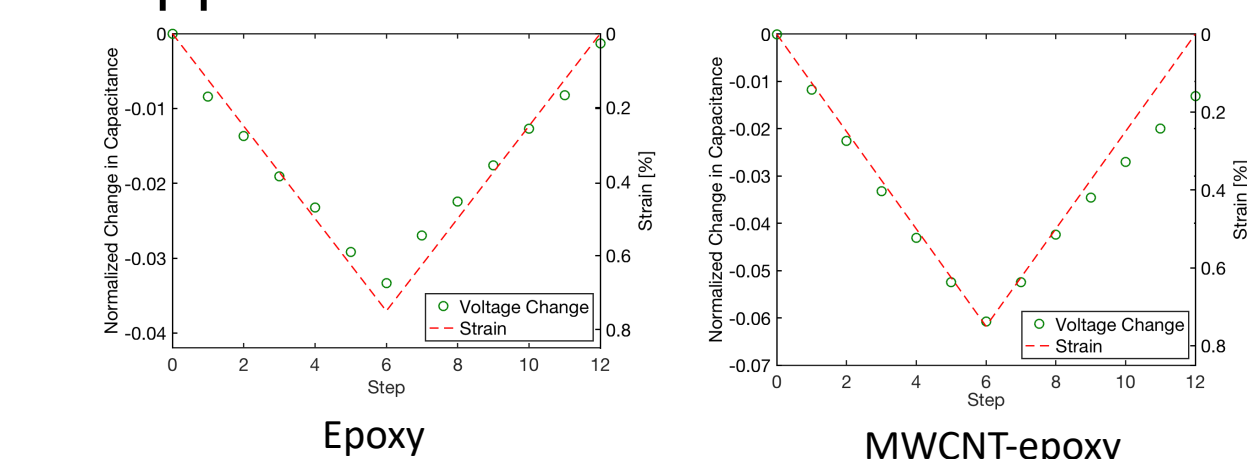 0
-0.01
-0.02
-0.03
-0.04
Normalized Change in Capacitance
0
0.2
0.4
0.6
0.8
Strain [%]
Voltage Change
Strain
0 2 4 6 8 10 12
Step
Epoxy
0
-0.01
-0.02
-0.03
-0.04
-0.05
-0.06
-0.07
Normalized Change in Capacitance
0
0.2
0.4
0.6
0.8
Strain [%]
Voltage Change
Strain
0 2 4 6 8 10 12
Step
MWCNT-epoxy